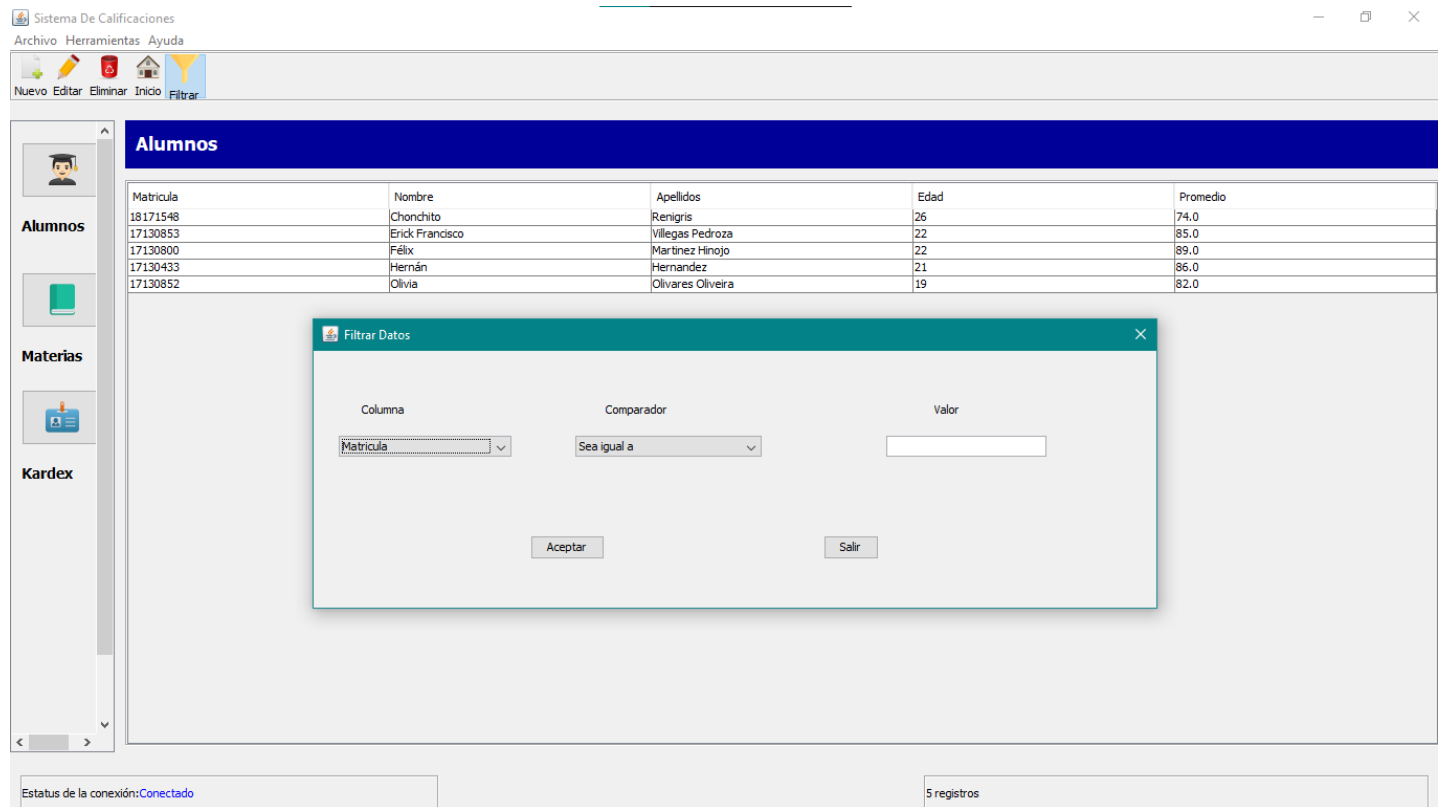 Sistema De Calificaciones
Archivo Herramientas Ayuda
Nuevo Editar Eliminar Inicio Filtrar
Alumnos
Materias
Kardex
Alumnos
Matricula Nombre Apellidos Edad Promedio
18171548 Chonchito Renigris 26 74.0
17130853 Erick Francisco Villegas Pedroza 22 85.0
17130800 Félix Martinez Hinojo 22 89.0
17130433 Hernán Hernandez 21 86.0
17130852 Olivia Olivares Oliveira 19 82.0
Filtrar Datos
Columna Comparador Valor
Matricula Sea igual a
Aceptar Salir
Estatus de la conexión:Conectado 5 registros